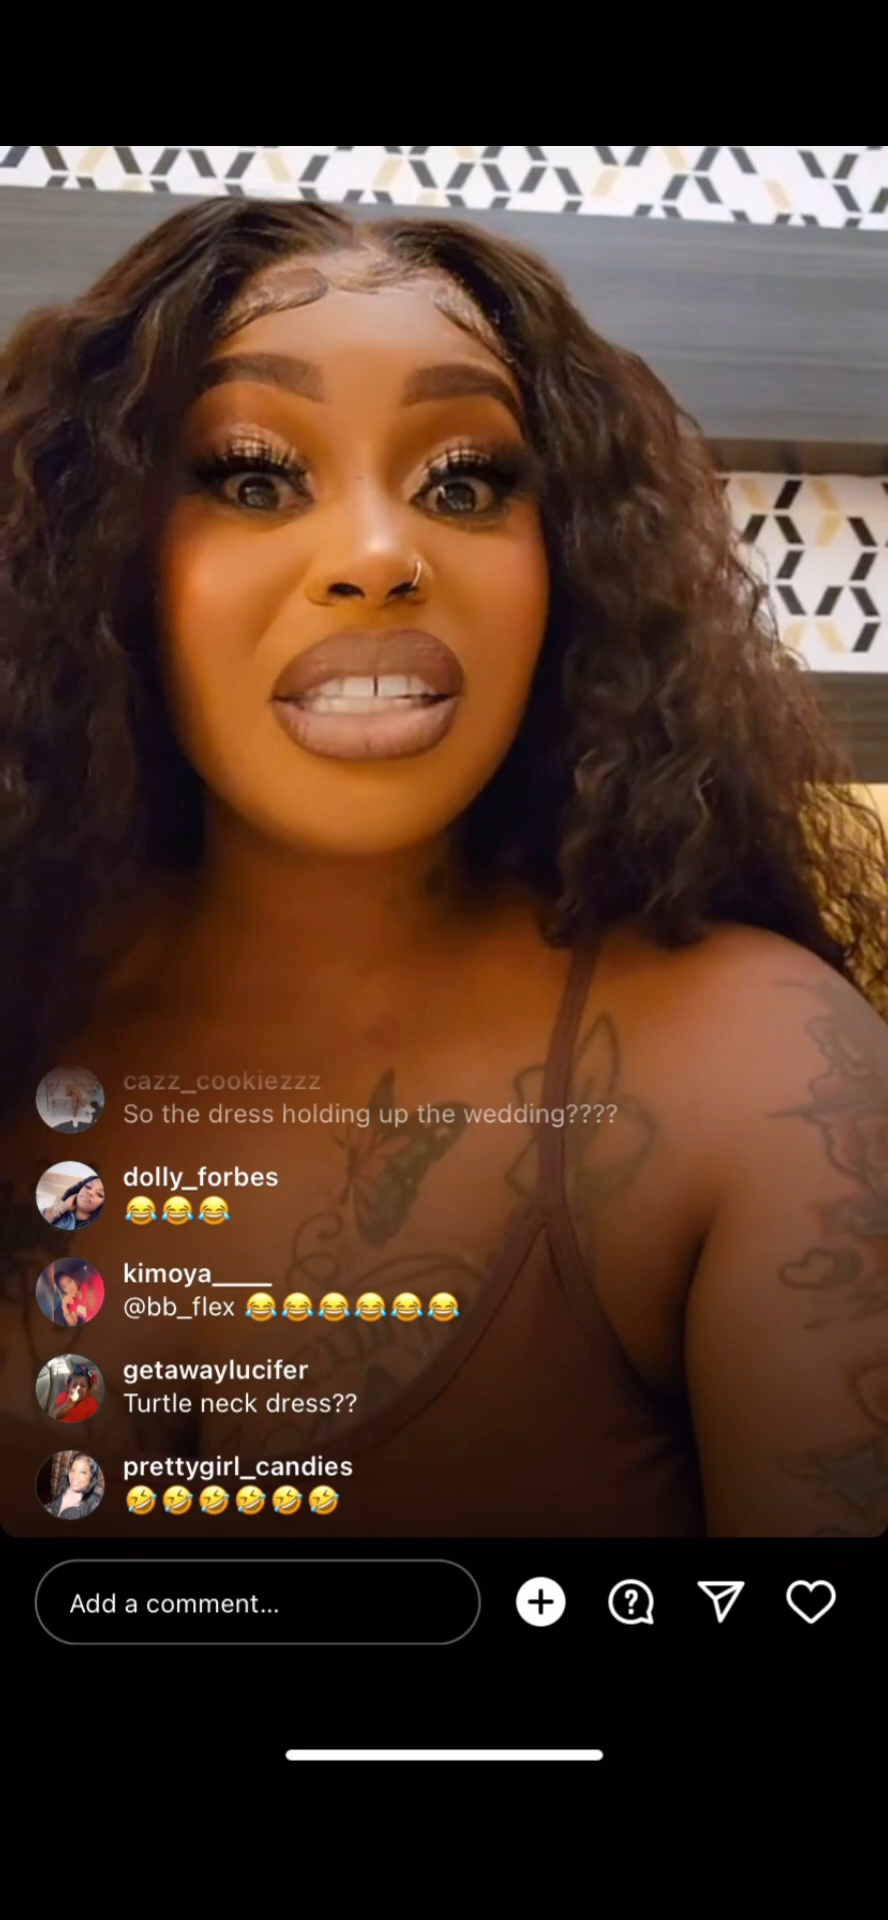 cazz_cookiezzz
So the dress holding up the wedding????
dolly_forbes
😂😂😂
kimoya____
@bb_flex 😂😂😂😂😂😂
getawaylucifer
Turtle neck dress??
prettygirl_candies
🤣🤣🤣🤣🤣🤣
Add a comment...